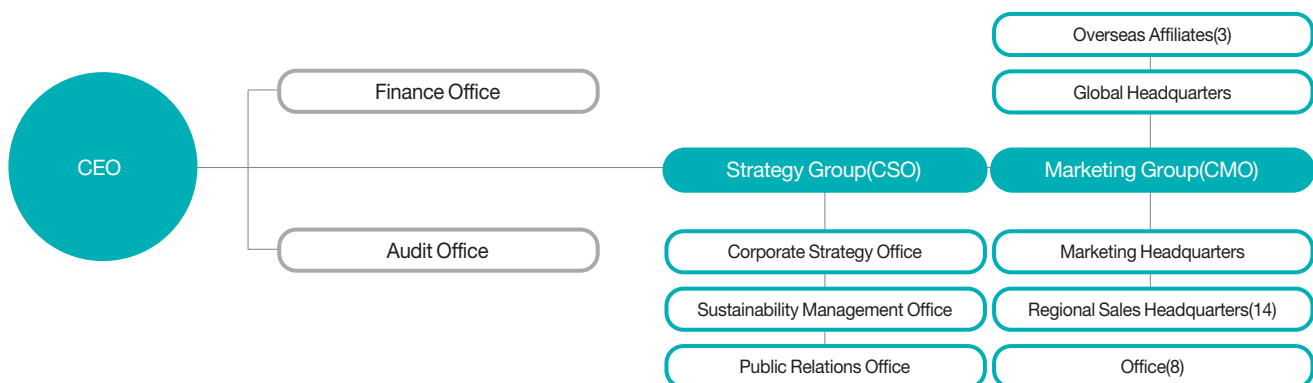 CEO
Finance Office
Audit Office
Strategy Group(CSO)
Corporate Strategy Office
Sustainability Management Office
Public Relations Office
Overseas Affiliates(3)
Global Headquarters
Marketing Group(CMO)
Marketing Headquarters
Regional Sales Headquarters(14)
Office(8)